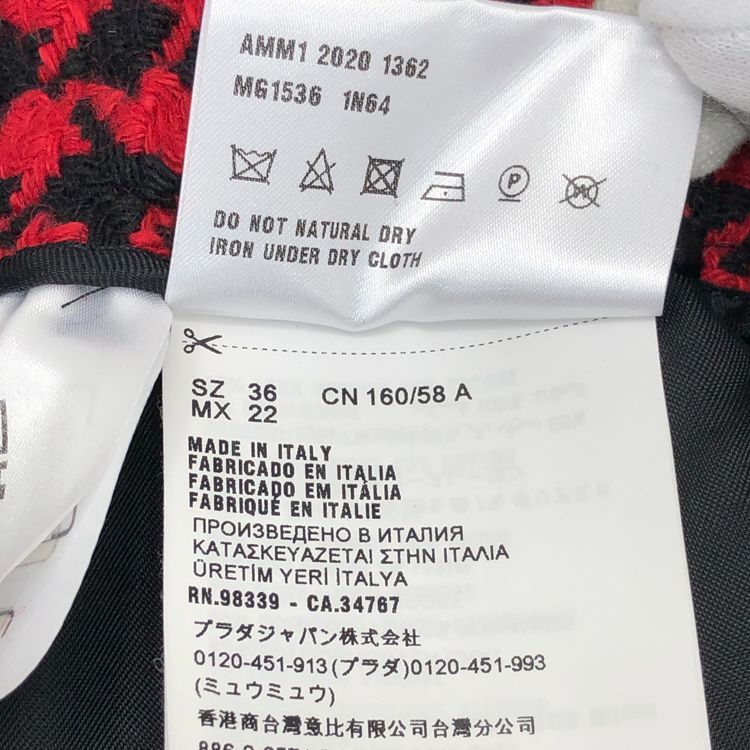 AMM1 2020 1362
MG1536 1N64
P
W
DO NOT NATURAL DRY
IRON UNDER DRY CLOTH
SZ 36 CN 160/58 A
MX 22
MADE IN ITALY
FABRICADO EN ITALIA
FABRICADO EM ITÁLIA
FABRIQUÉ EN ITALIE
ПРОИЗВЕДЕНО В ИТАЛИЯ
ΚΑΤΑΣΚΕΥΑΖΕΤΑΙ ΣΤΗΝ ΙΤΑΛΙΑ
ÜRETİM YERİ İTALYA
RN.98339 - CA.34767
プラダジャパン株式会社
0120-451-913(プラダ)0120-451-993
(ミュウミュウ)
香港商台灣意比有限公司台灣分公司